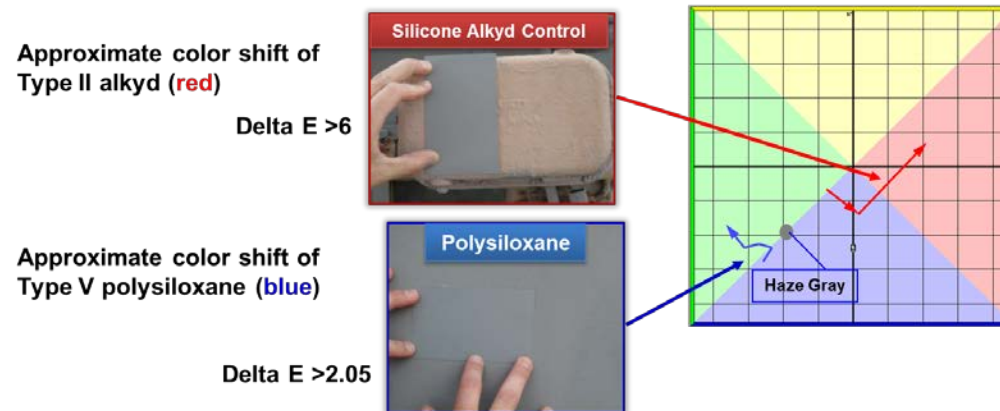 Approximate color shift of
Type II alkyd (red)
Delta E >6
Silicone Alkyd Control
Approximate color shift of
Type V polysiloxane (blue)
Delta E >2.05
Polysiloxane
Haze Gray